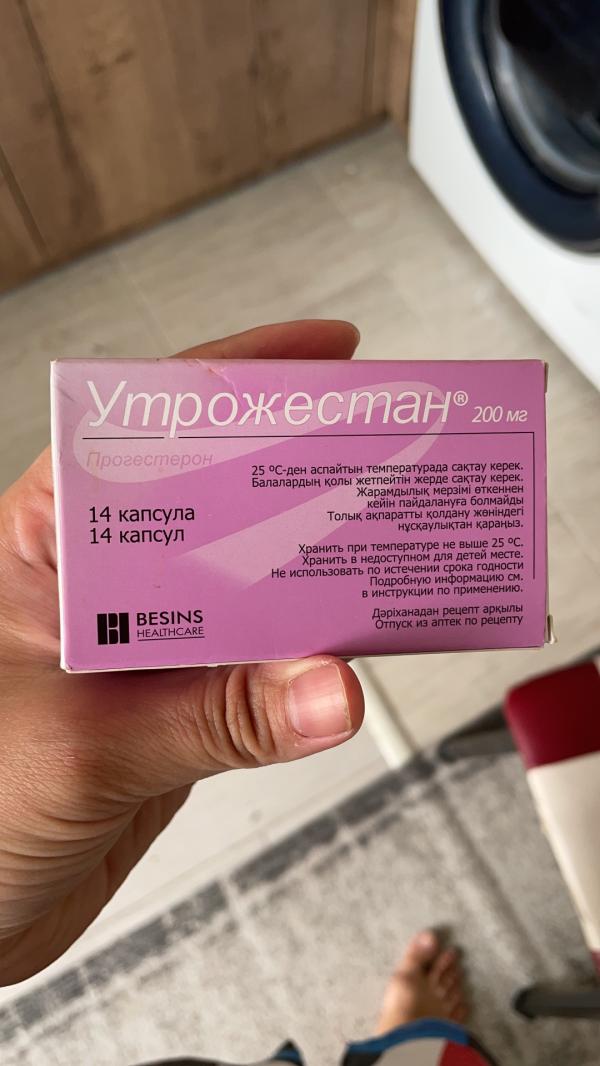 Утрожестан® 200 мг
Прогестерон
14 капсула
14 капсул
25 ºС-ден аспайтын температурада сақтау керек.
Балалардың қолы жетпейтін жерде сақтау керек.
Жарамдылық мерзімі өткеннен
кейін пайдалануға болмайды
Толық ақпаратты қолдану жөніндегі
нұсқаулықтан қараңыз.
Хранить при температуре не выше 25 ºС.
Хранить в недоступном для детей месте.
Не использовать по истечении срока годности
Подробную информацию см.
в инструкции по применению.
Дәріханадан рецепт арқылы
Отпуск из аптек по рецепту
BESINS
HEALTHCARE